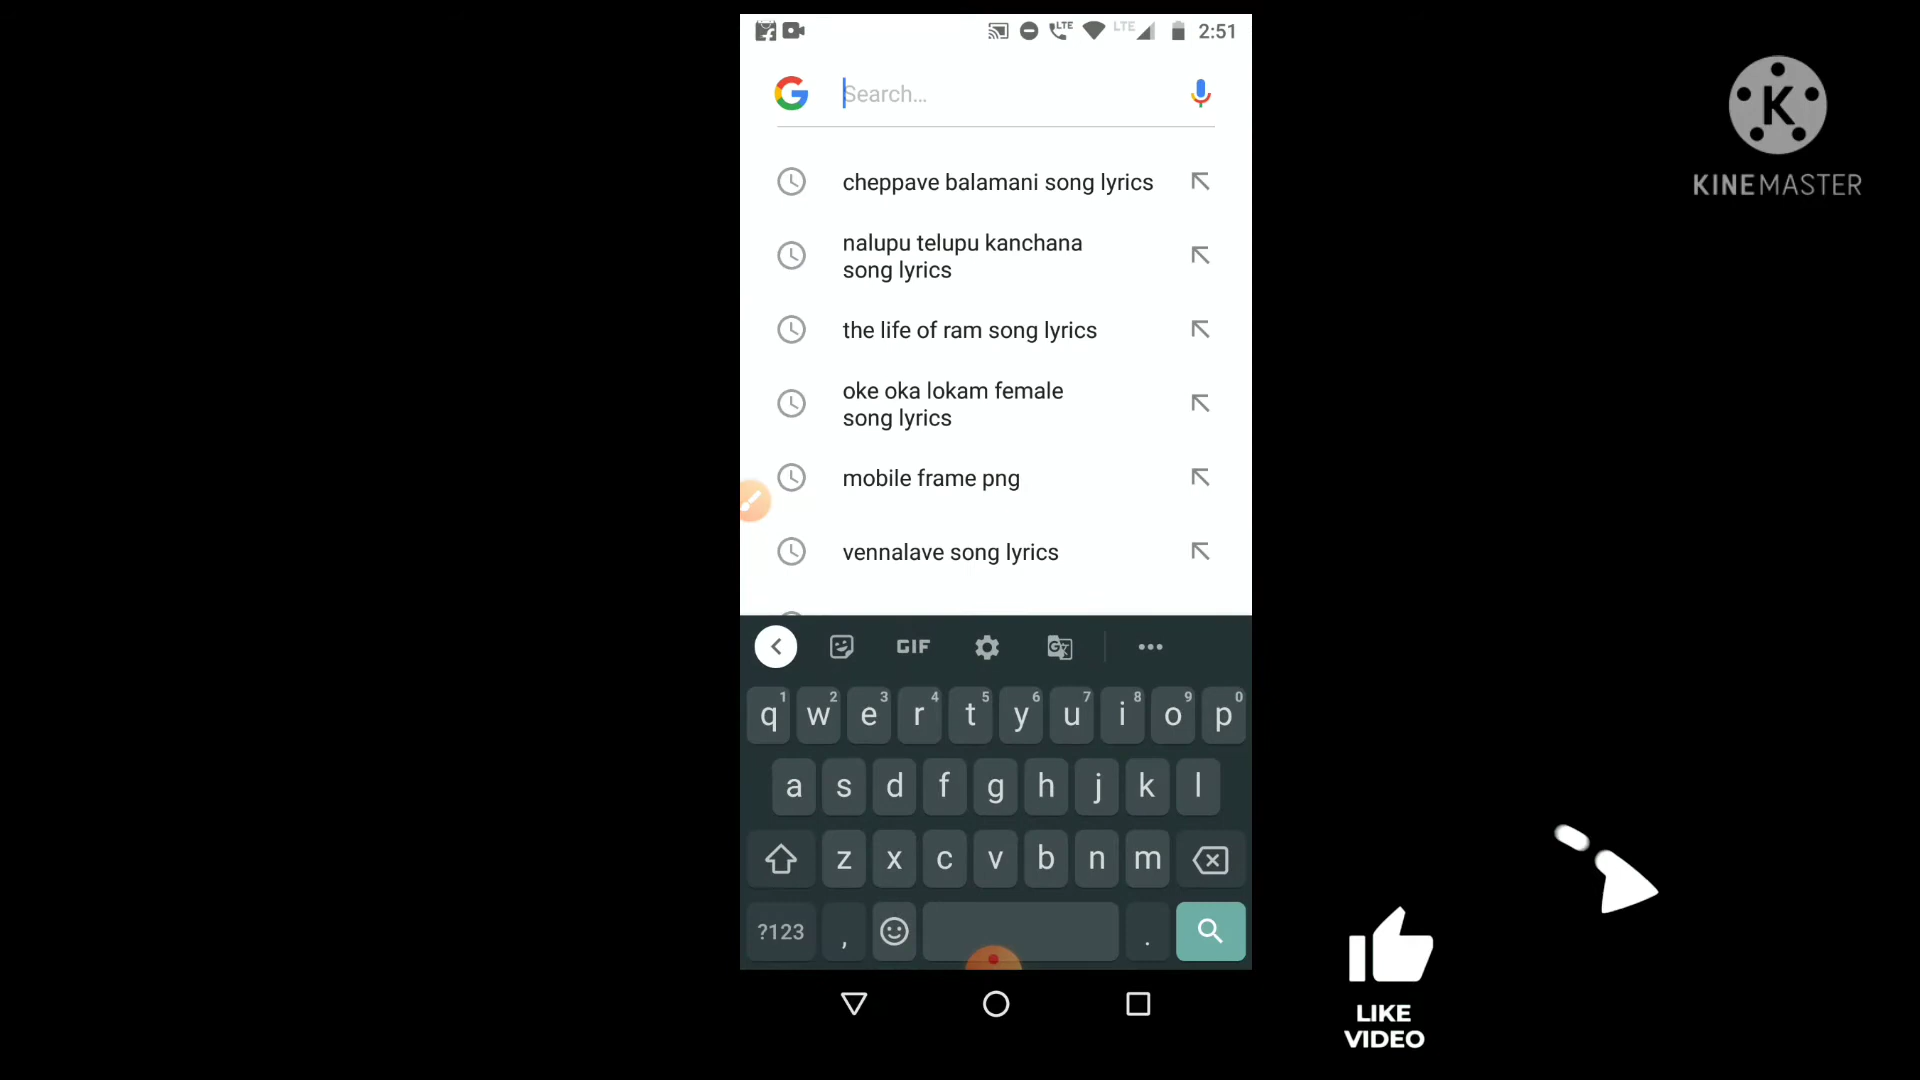 LTE LTE 2:51
Search...
KINEMASTER
cheppave balamani song lyrics
nalupu telupu kanchana
song lyrics
the life of ram song lyrics
oke oka lokam female
song lyrics
mobile frame png
vennalave song lyrics
GIF
1 2 3 4 5 6 7 8 9 0
q w e r t y u i o p
a s d f g h j k l
z x c v b n m
?123 , .
LIKE
VIDEO